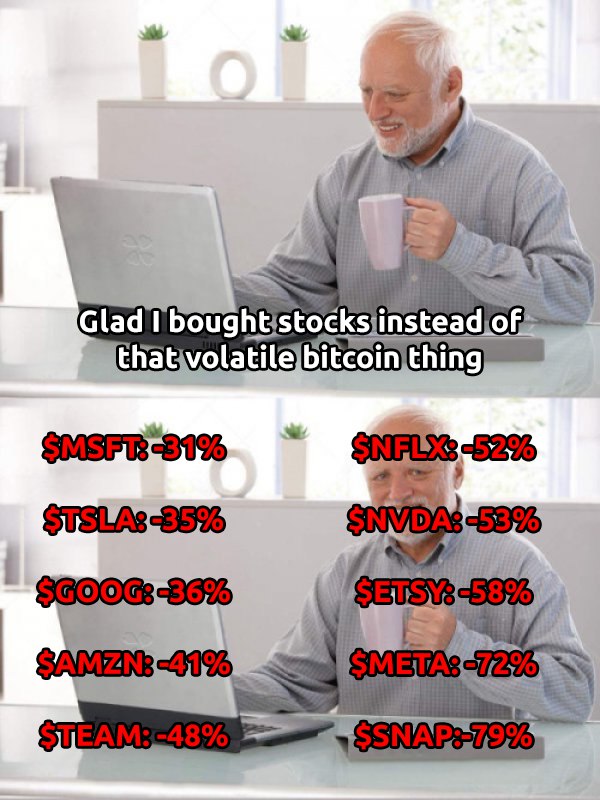 Glad I bought stocks instead of
that volatile bitcoin thing
$MSFT: -31%
$NFLX: -52%
$TSLA: -35%
$NVDA: -53%
$GOOG: -36%
$ETSY: -58%
$AMZN: -41%
$META: -72%
$TEAM: -48%
$SNAP:-79%